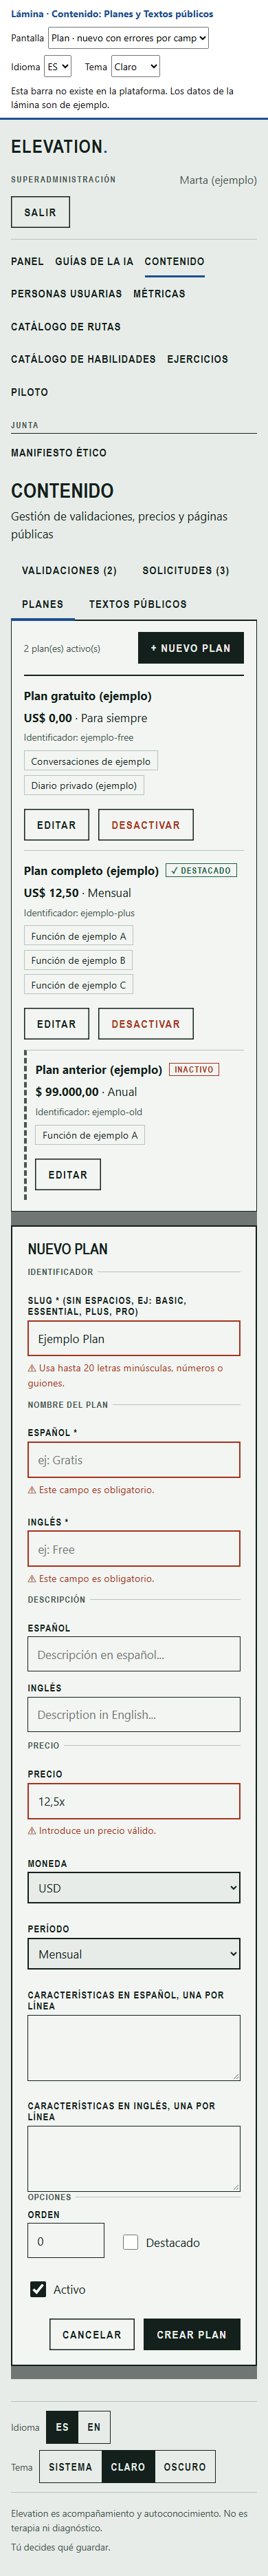 Lámina · Contenido: Planes y Textos públicos
Pantalla Plan · nuevo con errores por camp
Idioma ES Tema Claro
Esta barra no existe en la plataforma. Los datos de la
lámina son de ejemplo.
ELEVATION.
SUPERADMINISTRACIÓN Marta (ejemplo)
SALIR
PANEL GUÍAS DE LA IA CONTENIDO
PERSONAS USUARIAS MÉTRICAS
CATÁLOGO DE RUTAS
CATÁLOGO DE HABILIDADES EJERCICIOS
PILOTO
JUNTA
MANIFIESTO ÉTICO
CONTENIDO
Gestión de validaciones, precios y páginas
públicas
VALIDACIONES (2) SOLICITUDES (3)
PLANES TEXTOS PÚBLICOS
2 plan(es) activo(s) + NUEVO PLAN
Plan gratuito (ejemplo)
US$ 0,00 · Para siempre
Identificador: ejemplo-free
Conversaciones de ejemplo
Diario privado (ejemplo)
EDITAR DESACTIVAR
Plan completo (ejemplo) ✓ DESTACADO
US$ 12,50 · Mensual
Identificador: ejemplo-plus
Función de ejemplo A
Función de ejemplo B
Función de ejemplo C
EDITAR DESACTIVAR
Plan anterior (ejemplo) INACTIVO
$ 99.000,00 · Anual
Identificador: ejemplo-old
Función de ejemplo A
EDITAR
NUEVO PLAN
IDENTIFICADOR
SLUG * (SIN ESPACIOS, EJ: BASIC,
ESSENTIAL, PLUS, PRO)
Ejemplo Plan
⚠ Usa hasta 20 letras minúsculas, números o
guiones.
NOMBRE DEL PLAN
ESPAÑOL *
ej: Gratis
⚠ Este campo es obligatorio.
INGLÉS *
ej: Free
⚠ Este campo es obligatorio.
DESCRIPCIÓN
ESPAÑOL
Descripción en español...
INGLÉS
Description in English...
PRECIO
PRECIO
12,5x
⚠ Introduce un precio válido.
MONEDA
USD
PERÍODO
Mensual
CARACTERÍSTICAS EN ESPAÑOL, UNA POR
LÍNEA
CARACTERÍSTICAS EN INGLÉS, UNA POR
LÍNEA
OPCIONES
ORDEN
0 Destacado
Activo
CANCELAR CREAR PLAN
Idioma ES EN
Tema SISTEMA CLARO OSCURO
Elevation es acompañamiento y autoconocimiento. No es
terapia ni diagnóstico.
Tú decides qué guardar.